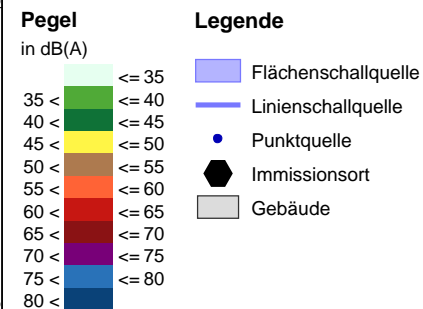 Pegel
in dB(A)
<= 35
35 < <= 40
40 < <= 45
45 < <= 50
50 < <= 55
55 < <= 60
60 < <= 65
65 < <= 70
70 < <= 75
75 < <= 80
80 <
Legende
Flächenschallquelle
Linienschallquelle
Punktquelle
Immissionsort
Gebäude